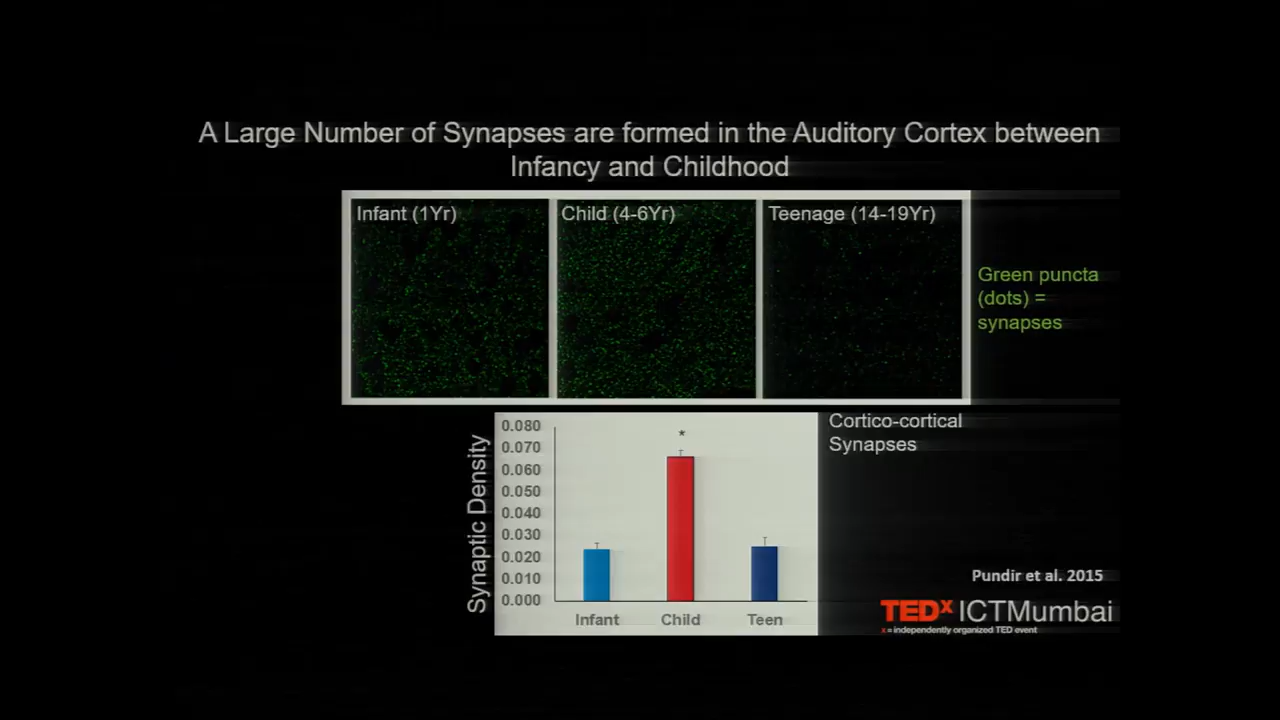 A Large Number of Synapses are formed in the Auditory Cortex between
Infancy and Childhood
Infant (1Yr)
Child (4-6Yr)
Teenage (14-19Yr)
Green puncta
(dots) =
synapses
Cortico-cortical
Synapses
Synaptic Density
0.080
0.070
0.060
0.050
0.040
0.030
0.020
0.010
0.000
*
Infant
Child
Teen
Pundir et al. 2015
TEDx ICTMumbai
x = independently organized TED event